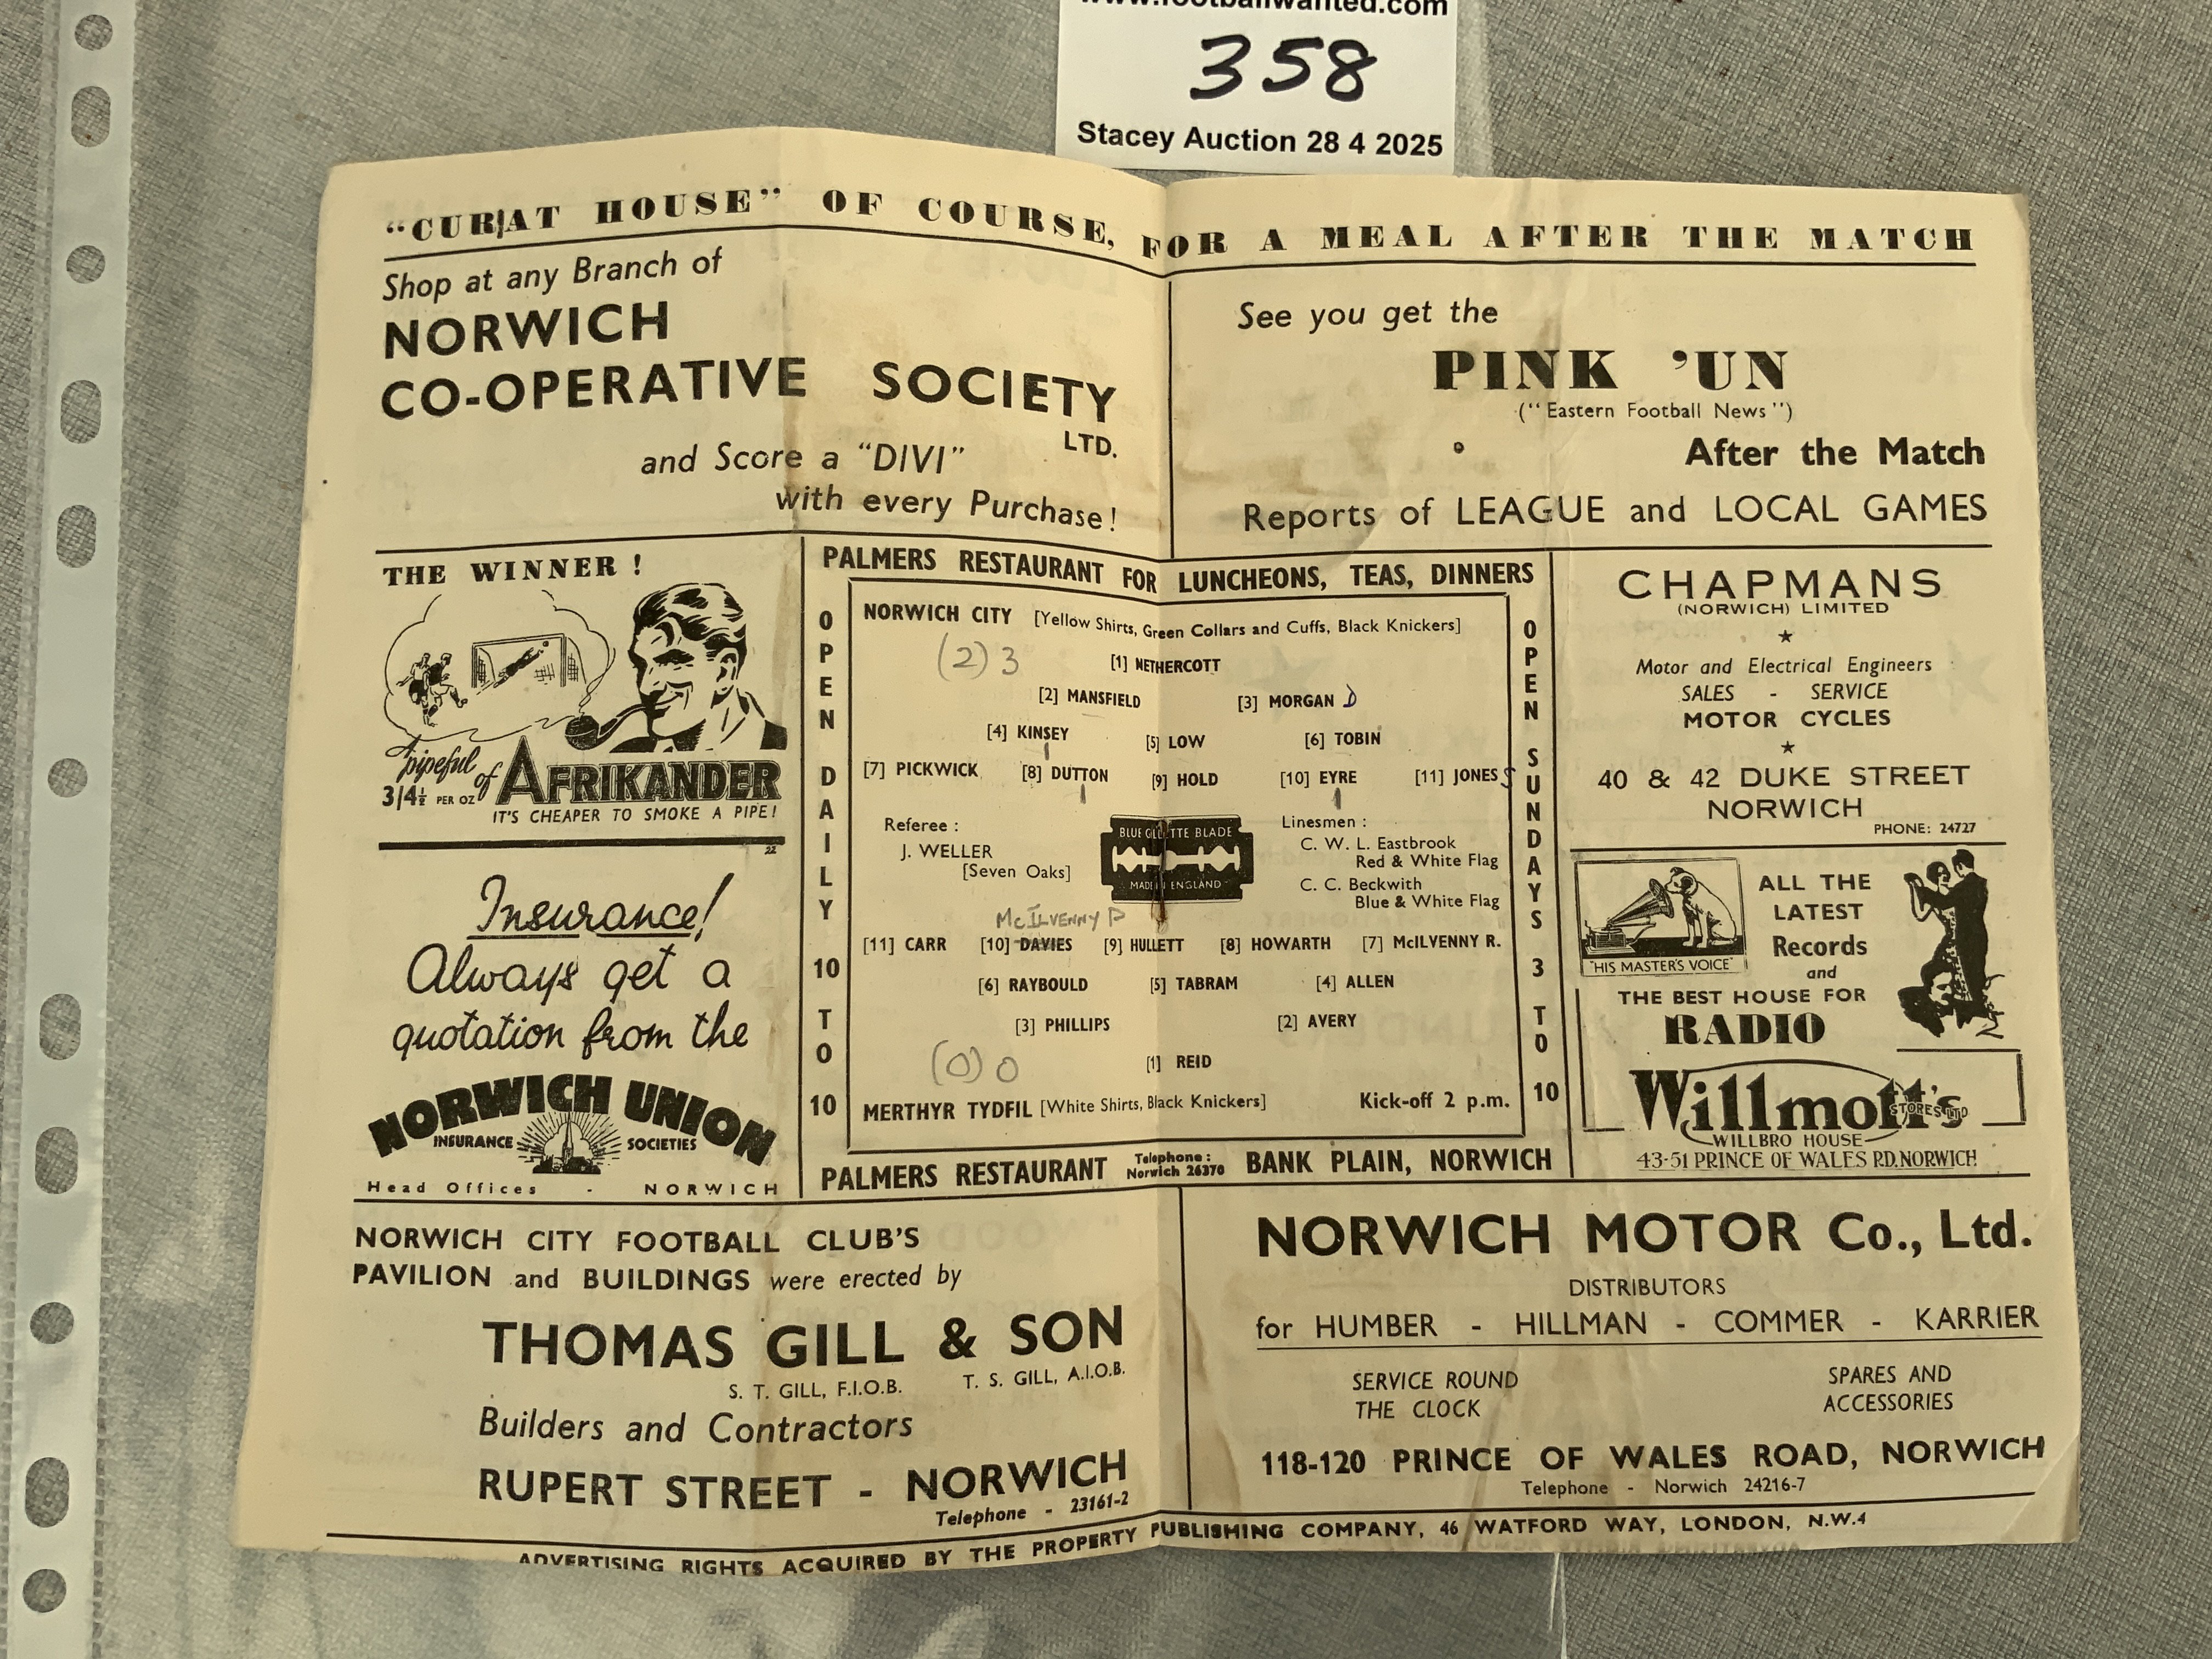 www.footballwanted.com
358
Stacey Auction 28 4 2025
"CURAT HOUSE" OF COURSE, FOR A MEAL AFTER THE MATCH
Shop at any Branch of
NORWICH
CO-OPERATIVE SOCIETY
LTD.
and Score a "DIVI"
with every Purchase!
See you get the
PINK 'UN
("Eastern Football News")
After the Match
Reports of LEAGUE and LOCAL GAMES
THE WINNER!
A pipeful of AFRIKANDER
3/4½ PER OZ
IT'S CHEAPER TO SMOKE A PIPE!
22
Insurance!
Always get a
quotation from the
NORWICH UNION
INSURANCE SOCIETIES
Head Offices - NORWICH
PALMERS RESTAURANT FOR LUNCHEONS, TEAS, DINNERS
OPEN DAILY 10 TO 10
NORWICH CITY [Yellow Shirts, Green Collars and Cuffs, Black Knickers]
(2) 3
[1] NETHERCOTT
[2] MANSFIELD [3] MORGAN D
[4] KINSEY [5] LOW [6] TOBIN
[7] PICKWICK [8] DUTTON [9] HOLD [10] EYRE [11] JONES S
Referee :
J. WELLER
[Seven Oaks]
BLUE GILLETTE BLADE
MADE IN ENGLAND
Linesmen :
C. W. L. Eastbrook
Red & White Flag
C. C. Beckwith
Blue & White Flag
McILVENNY P
[11] CARR [10] DAVIES [9] HULLETT [8] HOWARTH [7] McILVENNY R.
[6] RAYBOULD [5] TABRAM [4] ALLEN
[3] PHILLIPS [2] AVERY
(0) 0
[1] REID
MERTHYR TYDFIL [White Shirts, Black Knickers] Kick-off 2 p.m.
OPEN SUNDAYS 3 TO 10
PALMERS RESTAURANT Telephone : Norwich 26370 BANK PLAIN, NORWICH
CHAPMANS
(NORWICH) LIMITED
Motor and Electrical Engineers
SALES - SERVICE
MOTOR CYCLES
40 & 42 DUKE STREET
NORWICH
PHONE: 24727
"HIS MASTER'S VOICE"
ALL THE
LATEST
Records
and
THE BEST HOUSE FOR
RADIO
Willmott's
STORES LTD
WILLBRO HOUSE
43-51 PRINCE OF WALES RD. NORWICH
NORWICH CITY FOOTBALL CLUB'S
PAVILION and BUILDINGS were erected by
THOMAS GILL & SON
S. T. GILL, F.I.O.B. T. S. GILL, A.I.O.B.
Builders and Contractors
RUPERT STREET - NORWICH
Telephone - 23161-2
NORWICH MOTOR Co., Ltd.
DISTRIBUTORS
for HUMBER - HILLMAN - COMMER - KARRIER
SERVICE ROUND
THE CLOCK
SPARES AND
ACCESSORIES
118-120 PRINCE OF WALES ROAD, NORWICH
Telephone - Norwich 24216-7
ADVERTISING RIGHTS ACQUIRED BY THE PROPERTY PUBLISHING COMPANY, 46 WATFORD WAY, LONDON, N.W.4